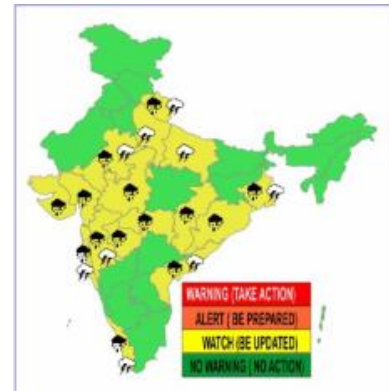 WARNING (TAKE ACTION)
ALERT ( BE PREPARED)
WATCH (BE UPDATED)
NO WARNING ( NO ACTION)